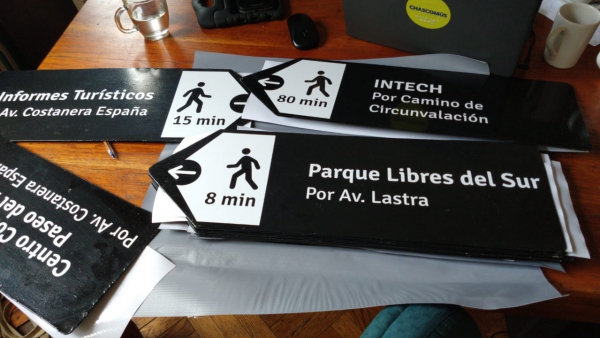 CHASCOMÚS
Informes Turísticos
Av. Costanera España
15 min
80 min
INTECH
Por Camino de
Circunvalación
8 min
Parque Libres del Sur
Por Av. Lastra
Centro
Paseo del
Por Av. Costanera España